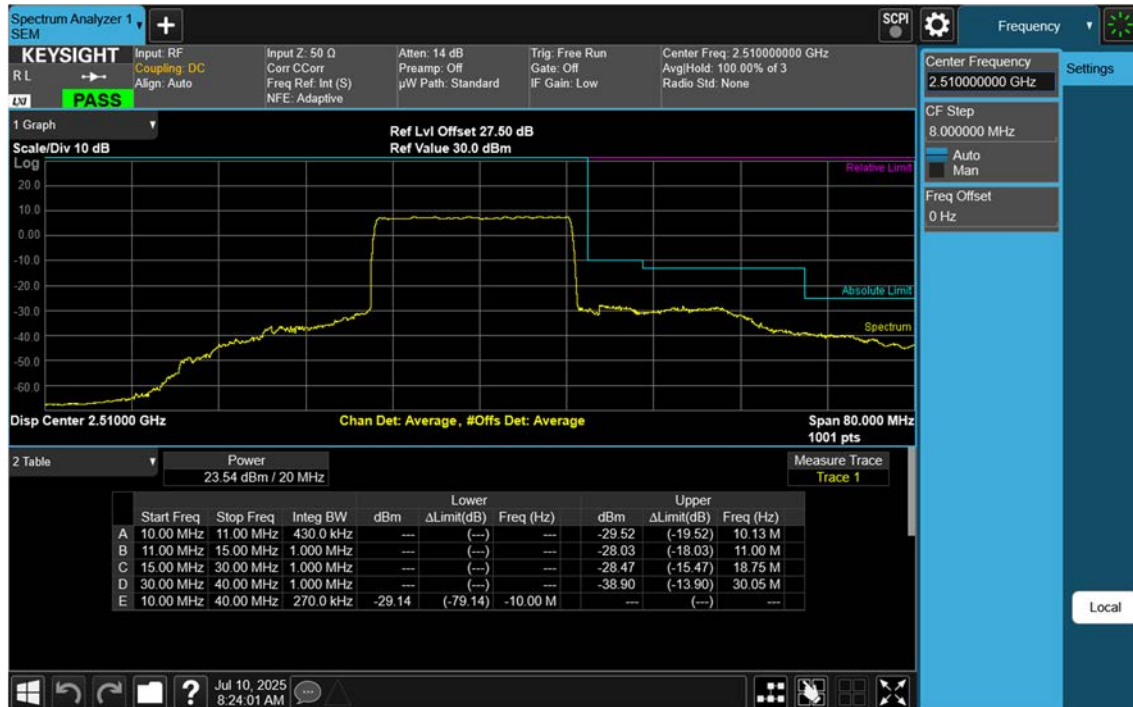 Spectrum Analyzer 1
SEM
SCPI
Frequency
KEYSIGHT
R L
LXI
PASS
Input: RF
Coupling: DC
Align: Auto
Input Z: 50 Ω
Corr CCorr
Freq Ref: Int (S)
NFE: Adaptive
Atten: 14 dB
Preamp: Off
µW Path: Standard
Trig: Free Run
Gate: Off
IF Gain: Low
Center Freq: 2.510000000 GHz
Avg|Hold: 100.00% of 3
Radio Std: None
Center Frequency
2.510000000 GHz
Settings
CF Step
8.000000 MHz
Auto
Man
Freq Offset
0 Hz
Local
1 Graph
Scale/Div 10 dB
Ref Lvl Offset 27.50 dB
Ref Value 30.0 dBm
Log
20.0
10.0
0.00
-10.0
-20.0
-30.0
-40.0
-50.0
-60.0
Relative Limit
Absolute Limit
Spectrum
Disp Center 2.51000 GHz
Chan Det: Average, #Offs Det: Average
Span 80.000 MHz
1001 pts
2 Table
Power
23.54 dBm / 20 MHz
Measure Trace
Trace 1
Lower Upper
Start Freq Stop Freq Integ BW dBm ΔLimit(dB) Freq (Hz) dBm ΔLimit(dB) Freq (Hz)
A 10.00 MHz 11.00 MHz 430.0 kHz --- (---) --- -29.52 (-19.52) 10.13 M
B 11.00 MHz 15.00 MHz 1.000 MHz --- (---) --- -28.03 (-18.03) 11.00 M
C 15.00 MHz 30.00 MHz 1.000 MHz --- (---) --- -28.47 (-15.47) 18.75 M
D 30.00 MHz 40.00 MHz 1.000 MHz --- (---) --- -38.90 (-13.90) 30.05 M
E 10.00 MHz 40.00 MHz 270.0 kHz -29.14 (-79.14) -10.00 M --- (---) ---
?
Jul 10, 2025
8:24:01 AM